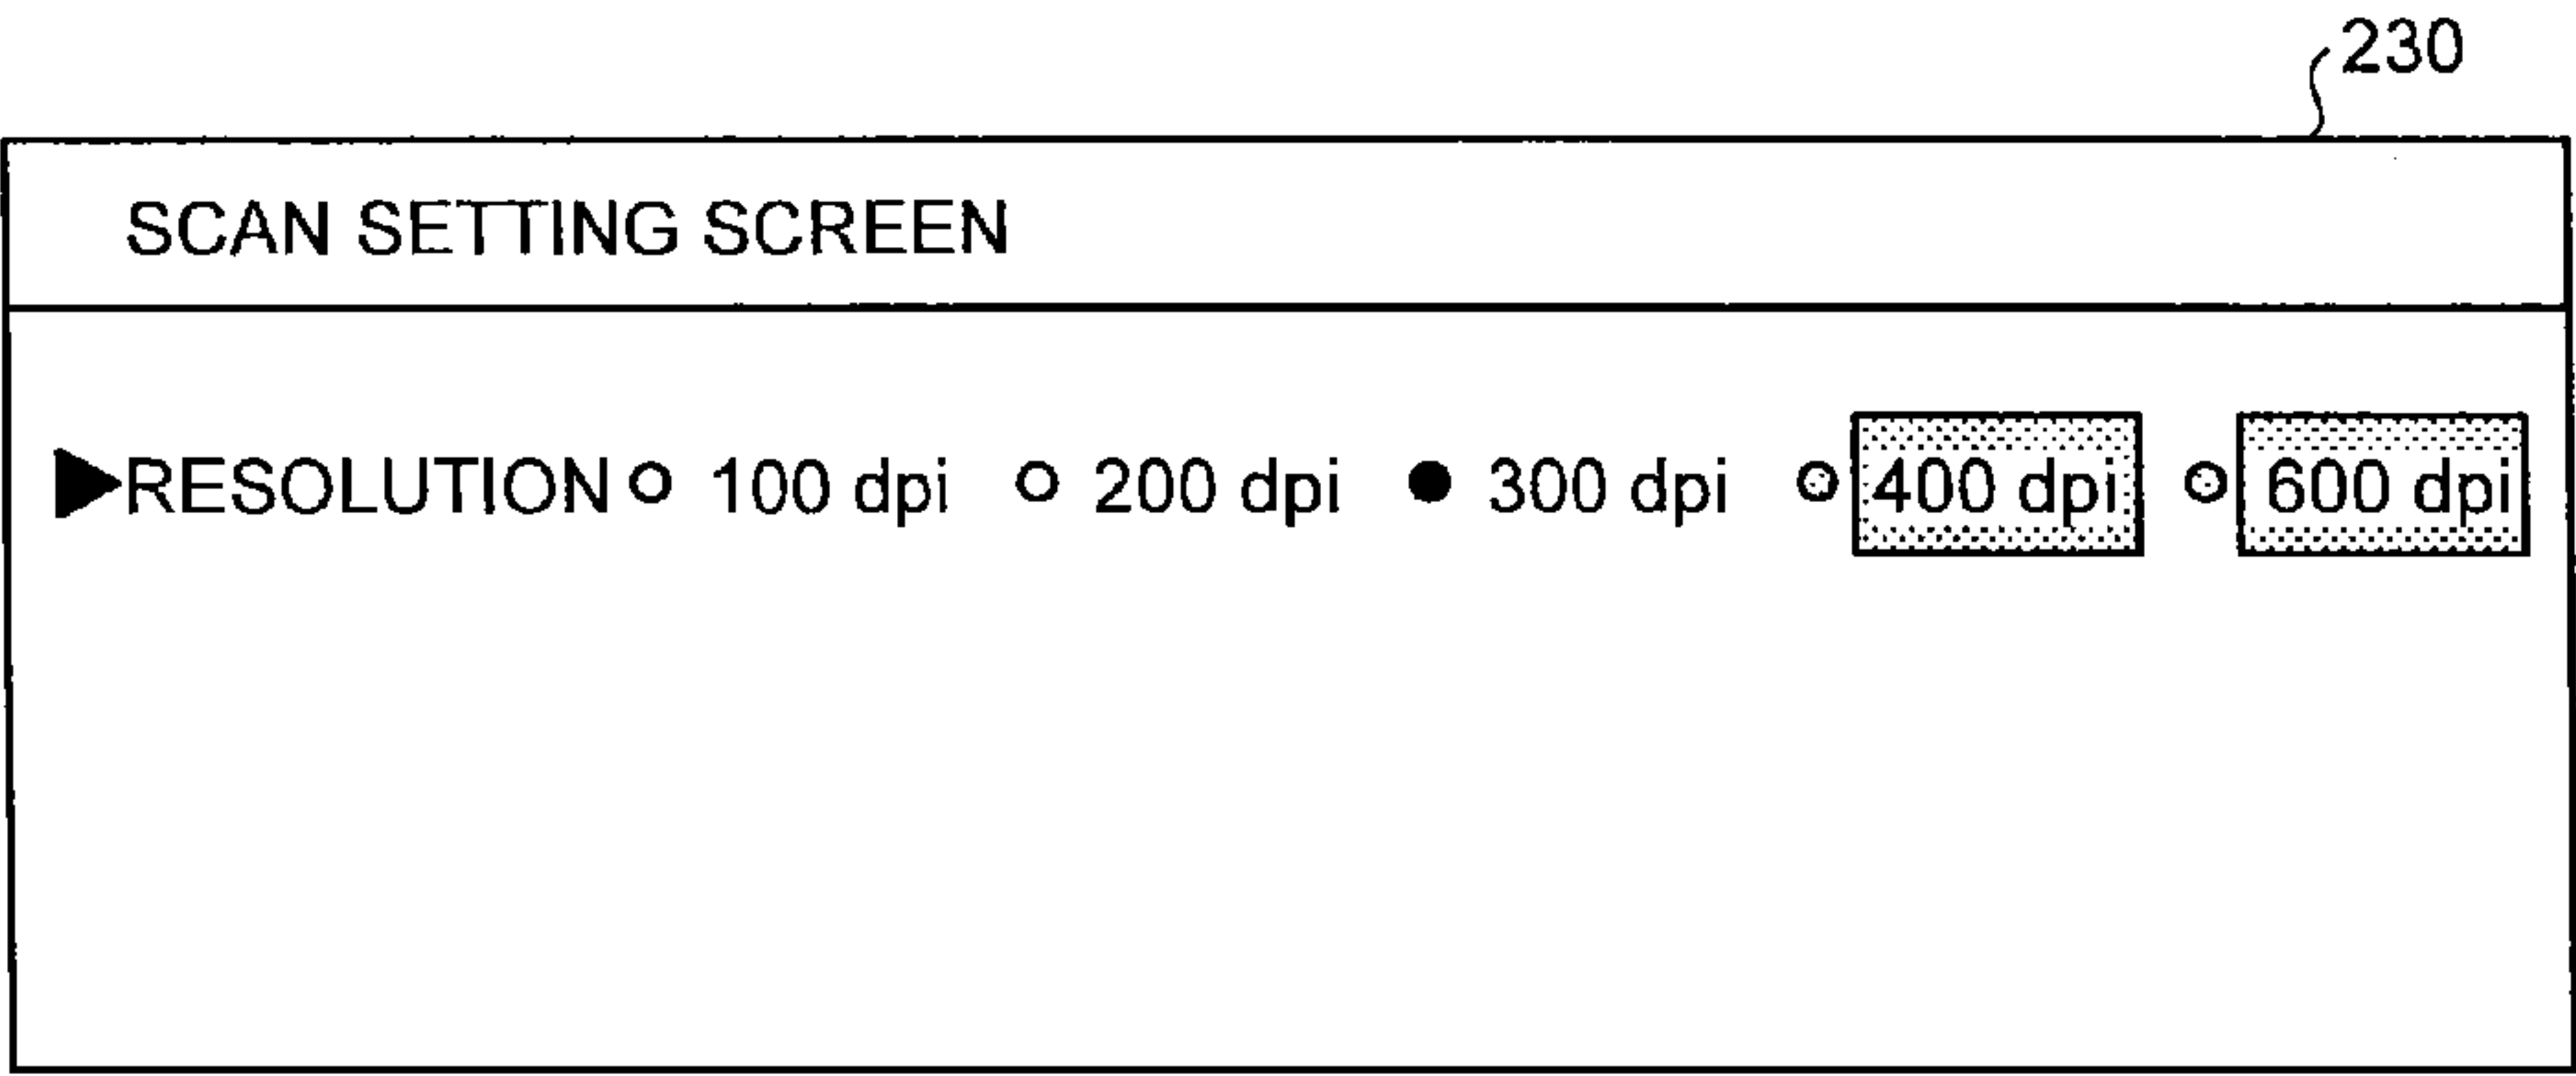 230
SCAN SETTING SCREEN
▶RESOLUTION ○ 100 dpi ○ 200 dpi ● 300 dpi ○ 400 dpi ○ 600 dpi